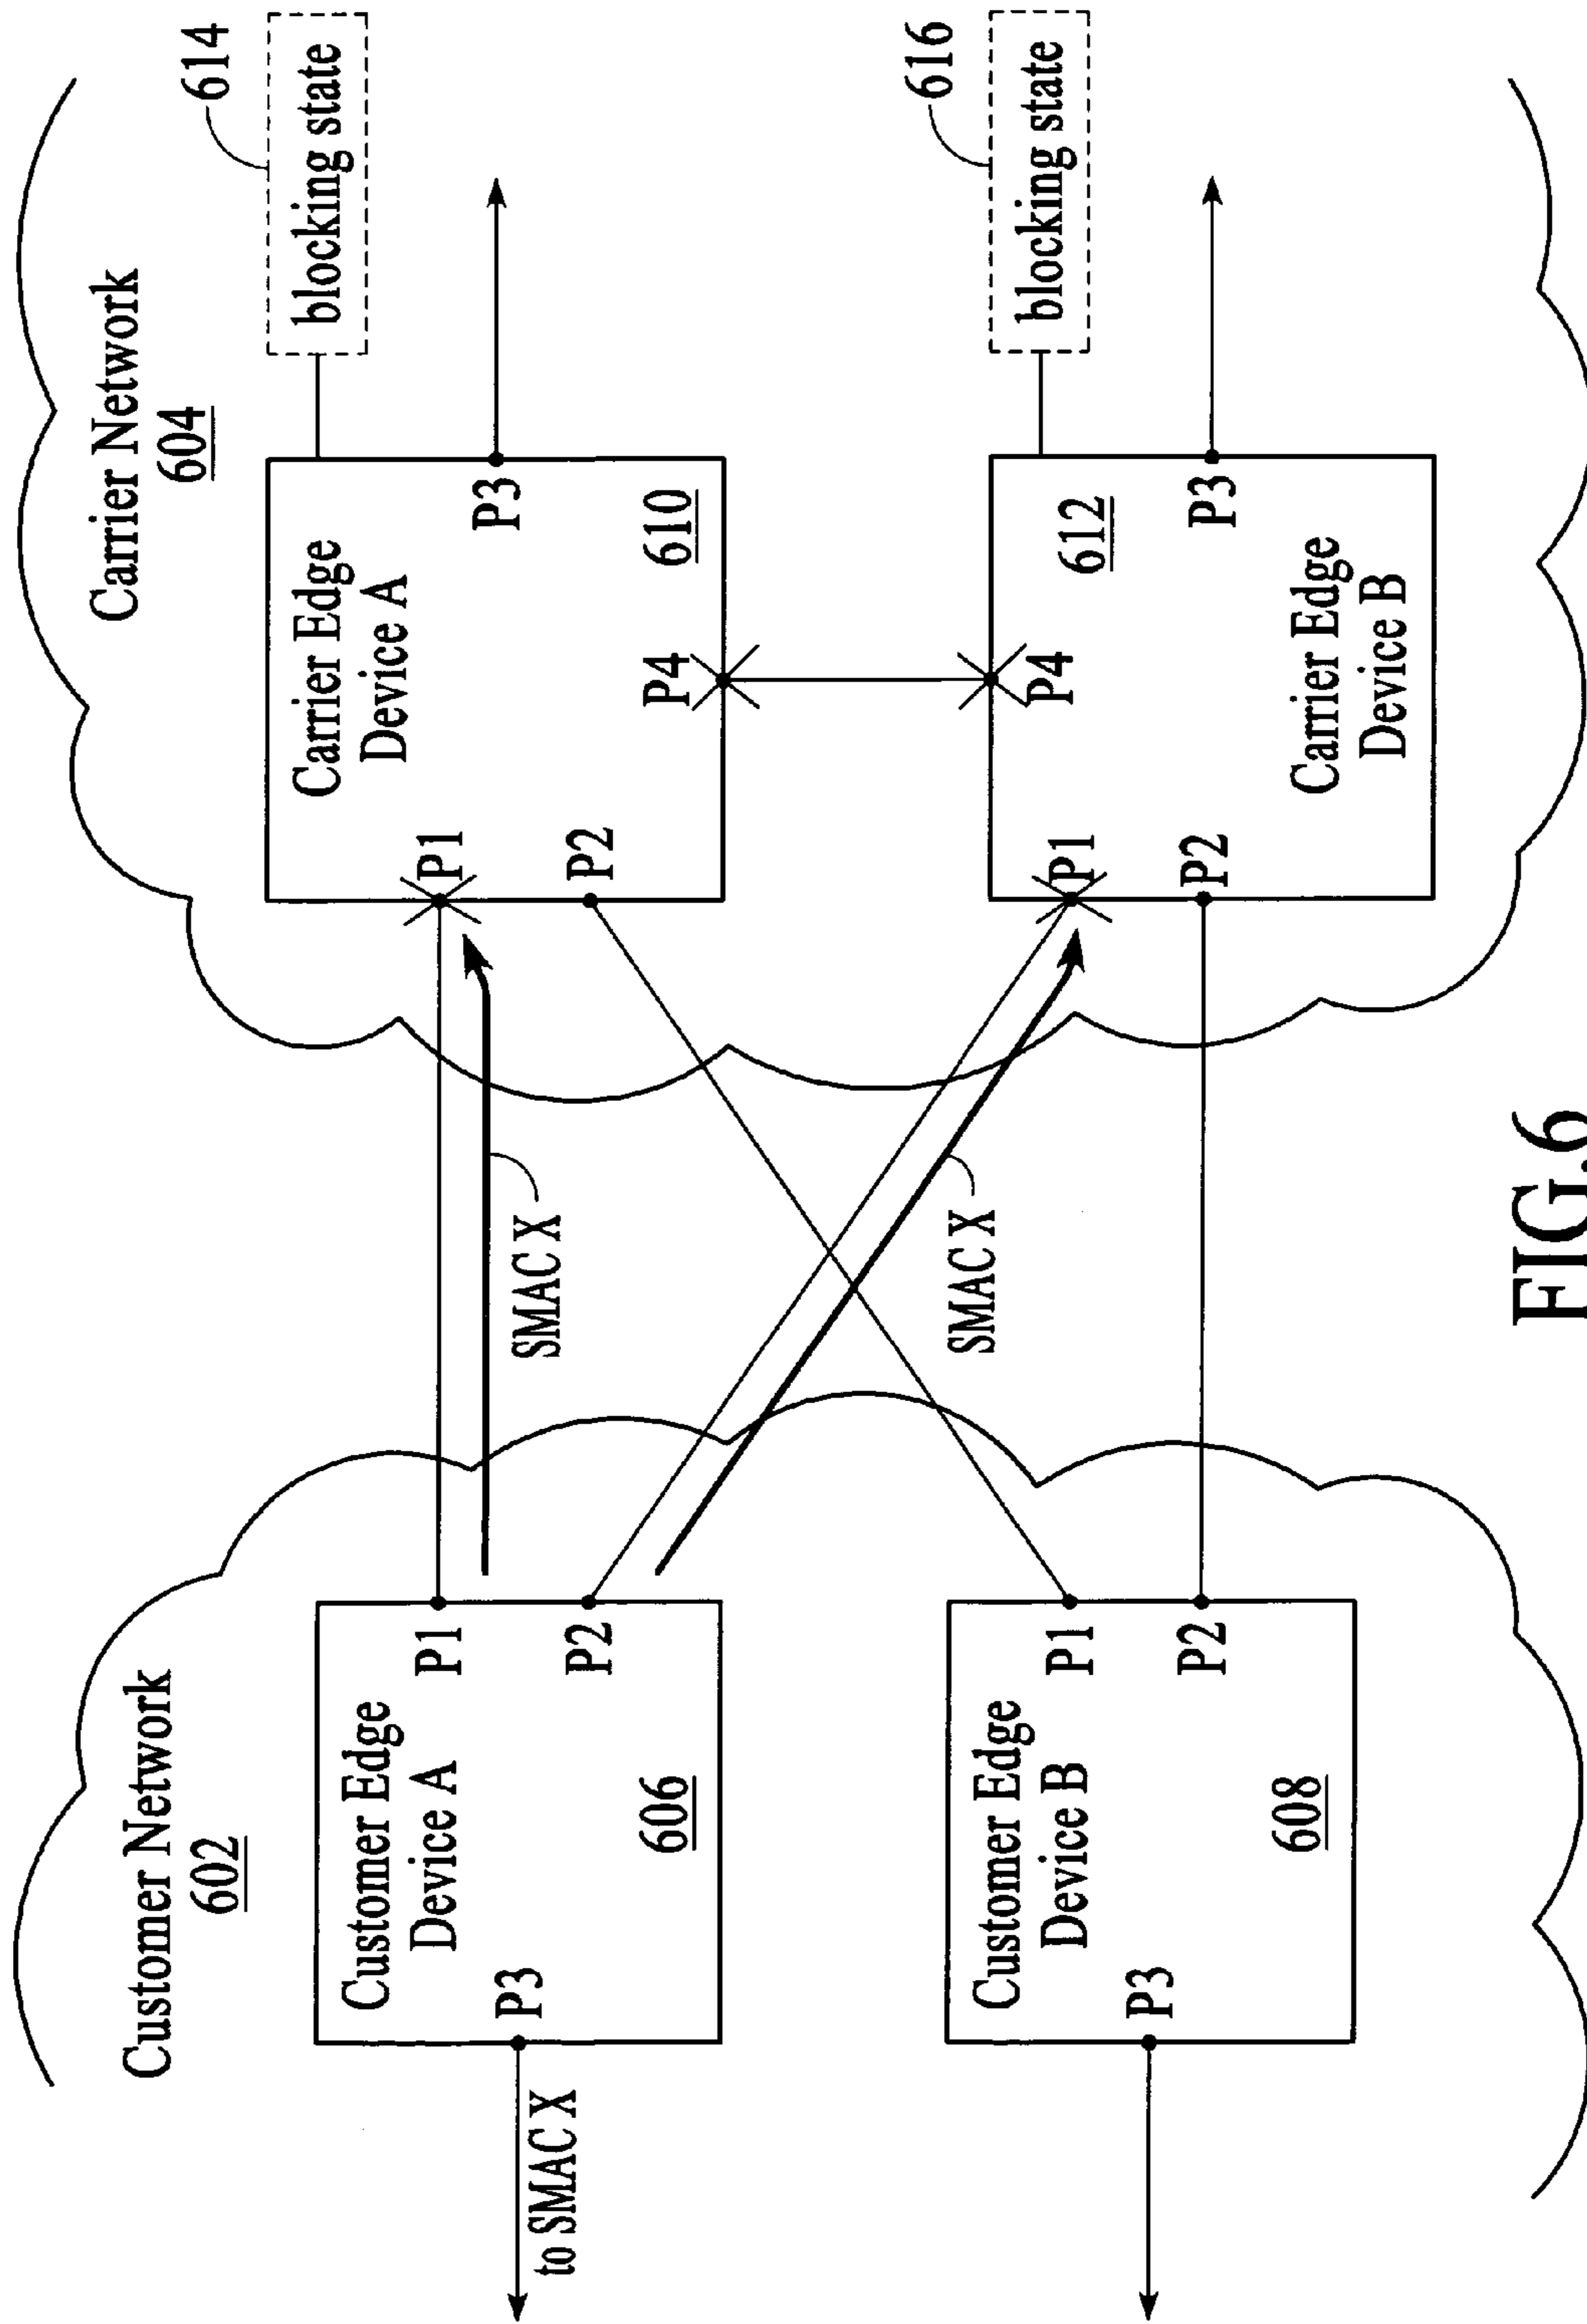 Customer Network
602
Carrier Network
604
to SMAC X
P3
Customer Edge
Device A
606
P1
P2
SMAC X
P1
P2
Carrier Edge
Device A
P4
610
P3
blocking state
614
P3
Customer Edge
Device B
608
P1
P2
SMAC X
P1
P2
P4
612
Carrier Edge
Device B
P3
blocking state
616
FIG.6